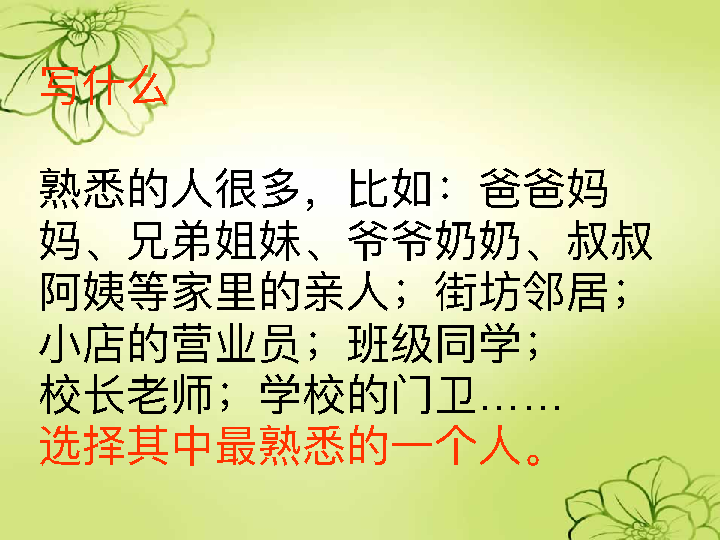 写什么
熟悉的人很多，比如：爸爸妈
妈、兄弟姐妹、爷爷奶奶、叔叔
阿姨等家里的亲人；街坊邻居；
小店的营业员；班级同学；
校长老师；学校的门卫……
选择其中最熟悉的一个人。